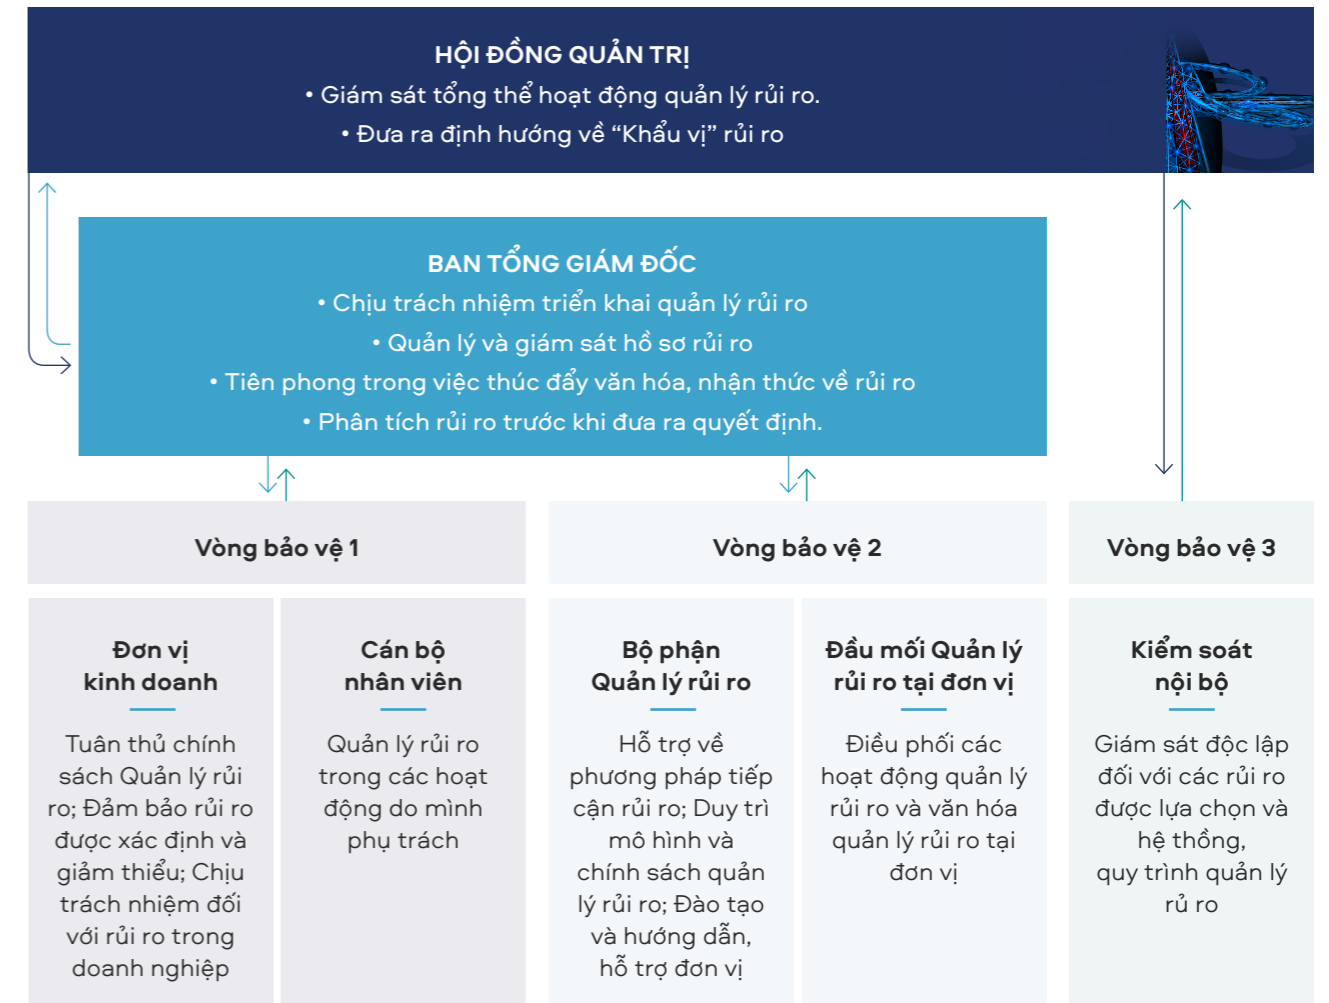 HỘI ĐỒNG QUẢN TRỊ
• Giám sát tổng thể hoạt động quản lý rủi ro.
• Đưa ra định hướng về “Khẩu vị” rủi ro
BAN TỔNG GIÁM ĐỐC
• Chịu trách nhiệm triển khai quản lý rủi ro
• Quản lý và giám sát hồ sơ rủi ro
• Tiên phong trong việc thúc đẩy văn hóa, nhận thức về rủi ro
• Phân tích rủi ro trước khi đưa ra quyết định.
Vòng bảo vệ 1
Đơn vị
kinh doanh
Tuân thủ chính
sách Quản lý rủi
ro; Đảm bảo rủi ro
được xác định và
giảm thiểu; Chịu
trách nhiệm đối
với rủi ro trong
doanh nghiệp
Cán bộ
nhân viên
Quản lý rủi ro
trong các hoạt
động do mình
phụ trách
Vòng bảo vệ 2
Bộ phận
Quản lý rủi ro
Hỗ trợ về
phương pháp tiếp
cận rủi ro; Duy trì
mô hình và
chính sách quản
lý rủi ro; Đào tạo
và hướng dẫn,
hỗ trợ đơn vị
Đầu mối Quản lý
rủi ro tại đơn vị
Điều phối các
hoạt động quản lý
rủi ro và văn hóa
quản lý rủi ro tại
đơn vị
Vòng bảo vệ 3
Kiểm soát
nội bộ
Giám sát độc lập
đối với các rủi ro
được lựa chọn và
hệ thồng,
quy trình quản lý
rủ ro